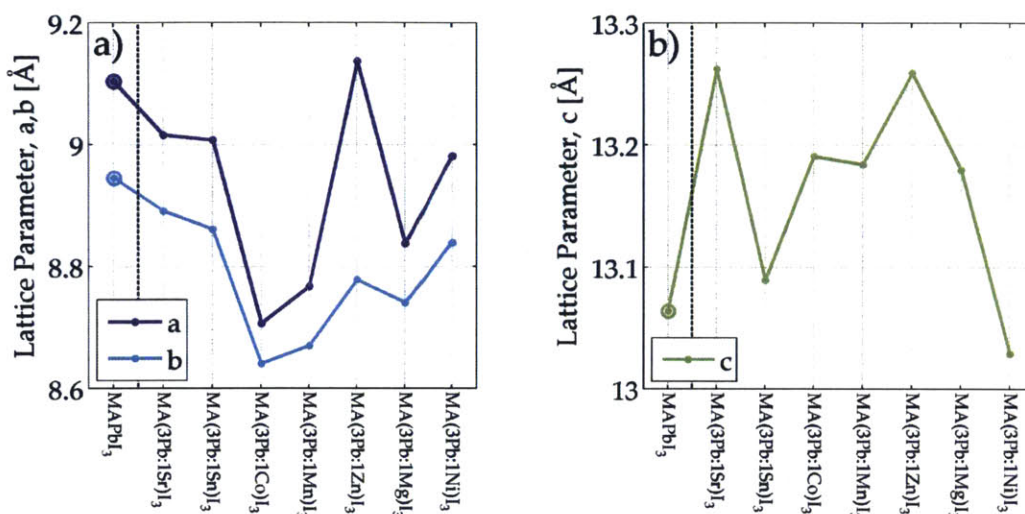 a)
Lattice Parameter, a,b [Å]
9.2
9
8.8
8.6
a
b
MAPbI3
MA(3Pb:1Sr)I3
MA(3Pb:1Sn)I3
MA(3Pb:1Co)I3
MA(3Pb:1Mn)I3
MA(3Pb:1Zn)I3
MA(3Pb:1Mg)I3
MA(3Pb:1Ni)I3
b)
Lattice Parameter, c [Å]
13.3
13.2
13.1
13
c
MAPbI3
MA(3Pb:1Sr)I3
MA(3Pb:1Sn)I3
MA(3Pb:1Co)I3
MA(3Pb:1Mn)I3
MA(3Pb:1Zn)I3
MA(3Pb:1Mg)I3
MA(3Pb:1Ni)I3